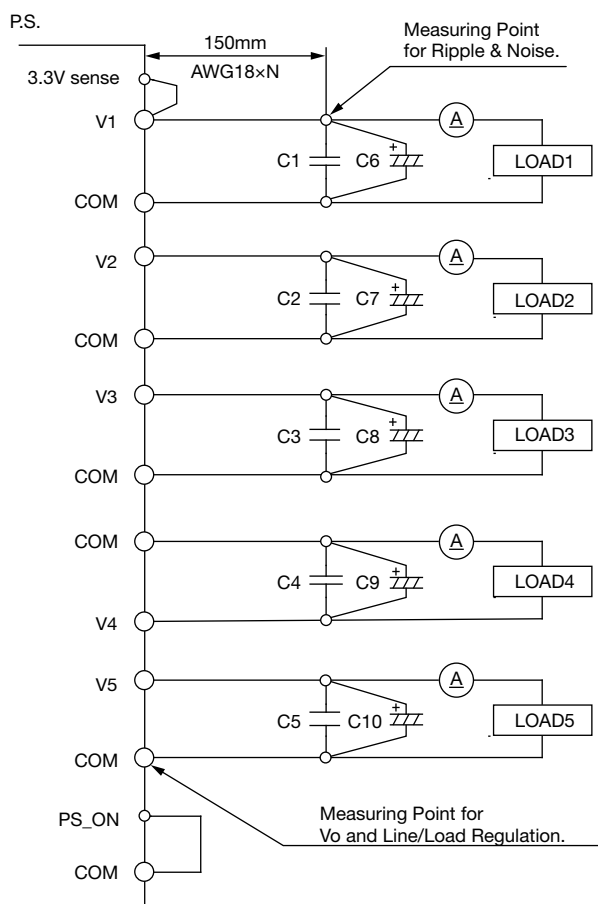 P.S.
Measuring Point
for Ripple & Noise.
150mm
AWG18×N
3.3V sense
V1
A
C1
C6
+
LOAD1
COM
V2
A
C2
C7
+
LOAD2
COM
V3
A
C3
C8
+
LOAD3
COM
COM
A
C4
C9
+
LOAD4
V4
V5
A
C5
C10
+
LOAD5
COM
Measuring Point for
Vo and Line/Load Regulation.
PS_ON
COM